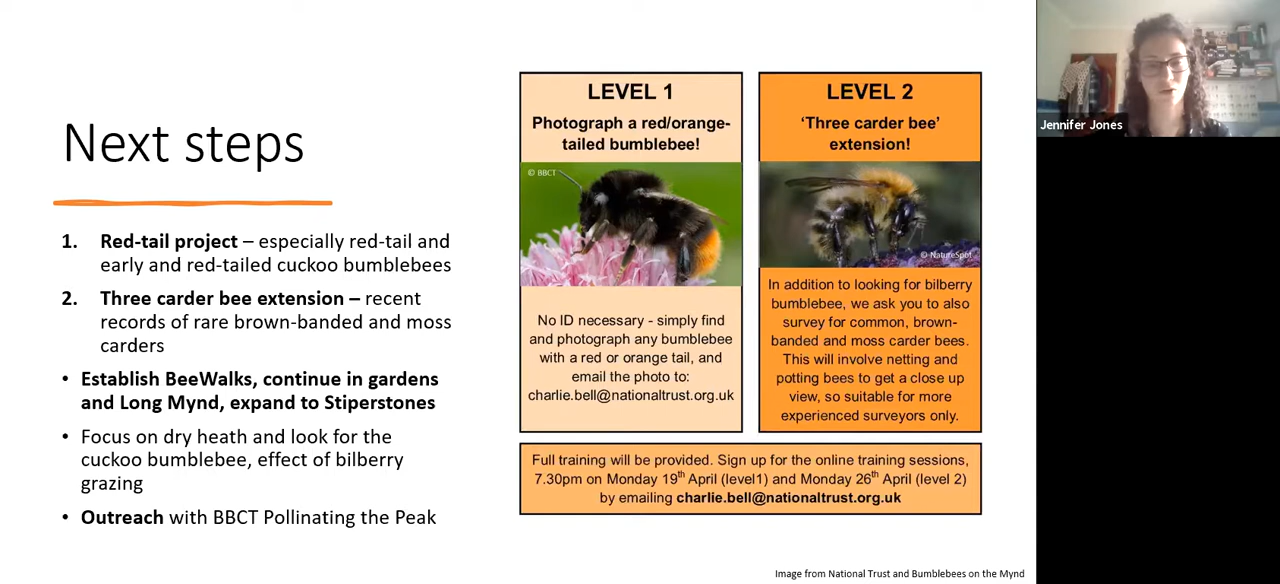 Next steps
1. Red-tail project – especially red-tail and
early and red-tailed cuckoo bumblebees
2. Three carder bee extension – recent
records of rare brown-banded and moss
carders
• Establish BeeWalks, continue in gardens
and Long Mynd, expand to Stiperstones
• Focus on dry heath and look for the
cuckoo bumblebee, effect of bilberry
grazing
• Outreach with BBCT Pollinating the Peak
LEVEL 1
Photograph a red/orange-
tailed bumblebee!
© BBCT
No ID necessary - simply find
and photograph any bumblebee
with a red or orange tail, and
email the photo to:
charlie.bell@nationaltrust.org.uk
LEVEL 2
‘Three carder bee’
extension!
© NatureSpot
In addition to looking for bilberry
bumblebee, we ask you to also
survey for common, brown-
banded and moss carder bees.
This will involve netting and
potting bees to get a close up
view, so suitable for more
experienced surveyors only.
Full training will be provided. Sign up for the online training sessions,
7.30pm on Monday 19th April (level1) and Monday 26th April (level 2)
by emailing charlie.bell@nationaltrust.org.uk
Image from National Trust and Bumblebees on the Mynd
Jennifer Jones